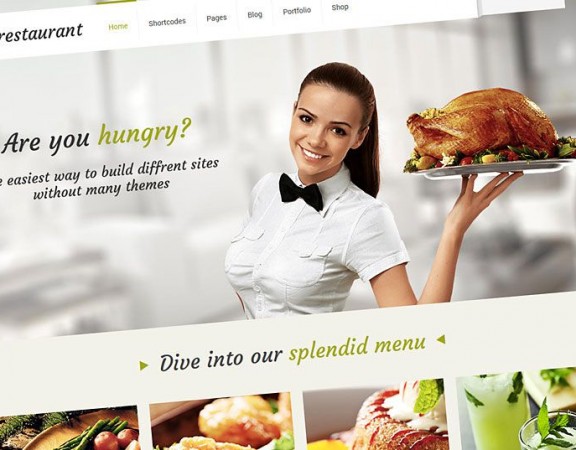 restaurant
Home Shortcodes Pages Blog Portfolio Shop
Are you hungry?
easiest way to build diffrent sites
without many themes
Dive into our splendid menu